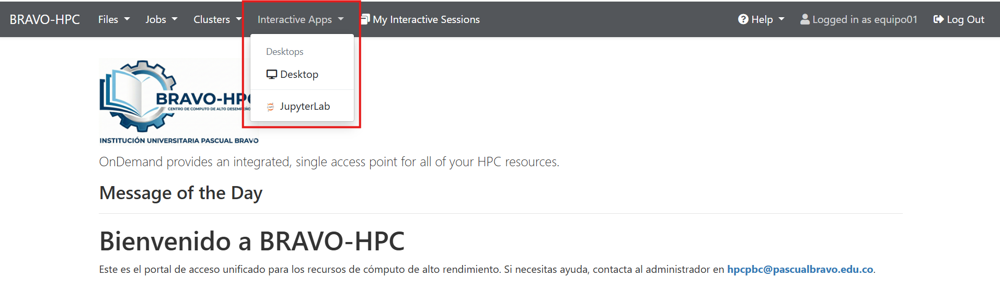 BRAVO-HPC Files Jobs Clusters Interactive Apps My Interactive Sessions Help Logged in as equipo01 Log Out
Desktops
Desktop
JupyterLab
BRAVO-HPC
CENTRO DE COMPUTO DE ALTO DESEMPEÑO
INSTITUCIÓN UNIVERSITARIA PASCUAL BRAVO
OnDemand provides an integrated, single access point for all of your HPC resources.
Message of the Day
Bienvenido a BRAVO-HPC
Este es el portal de acceso unificado para los recursos de cómputo de alto rendimiento. Si necesitas ayuda, contacta al administrador en hpcpbc@pascualbravo.edu.co.